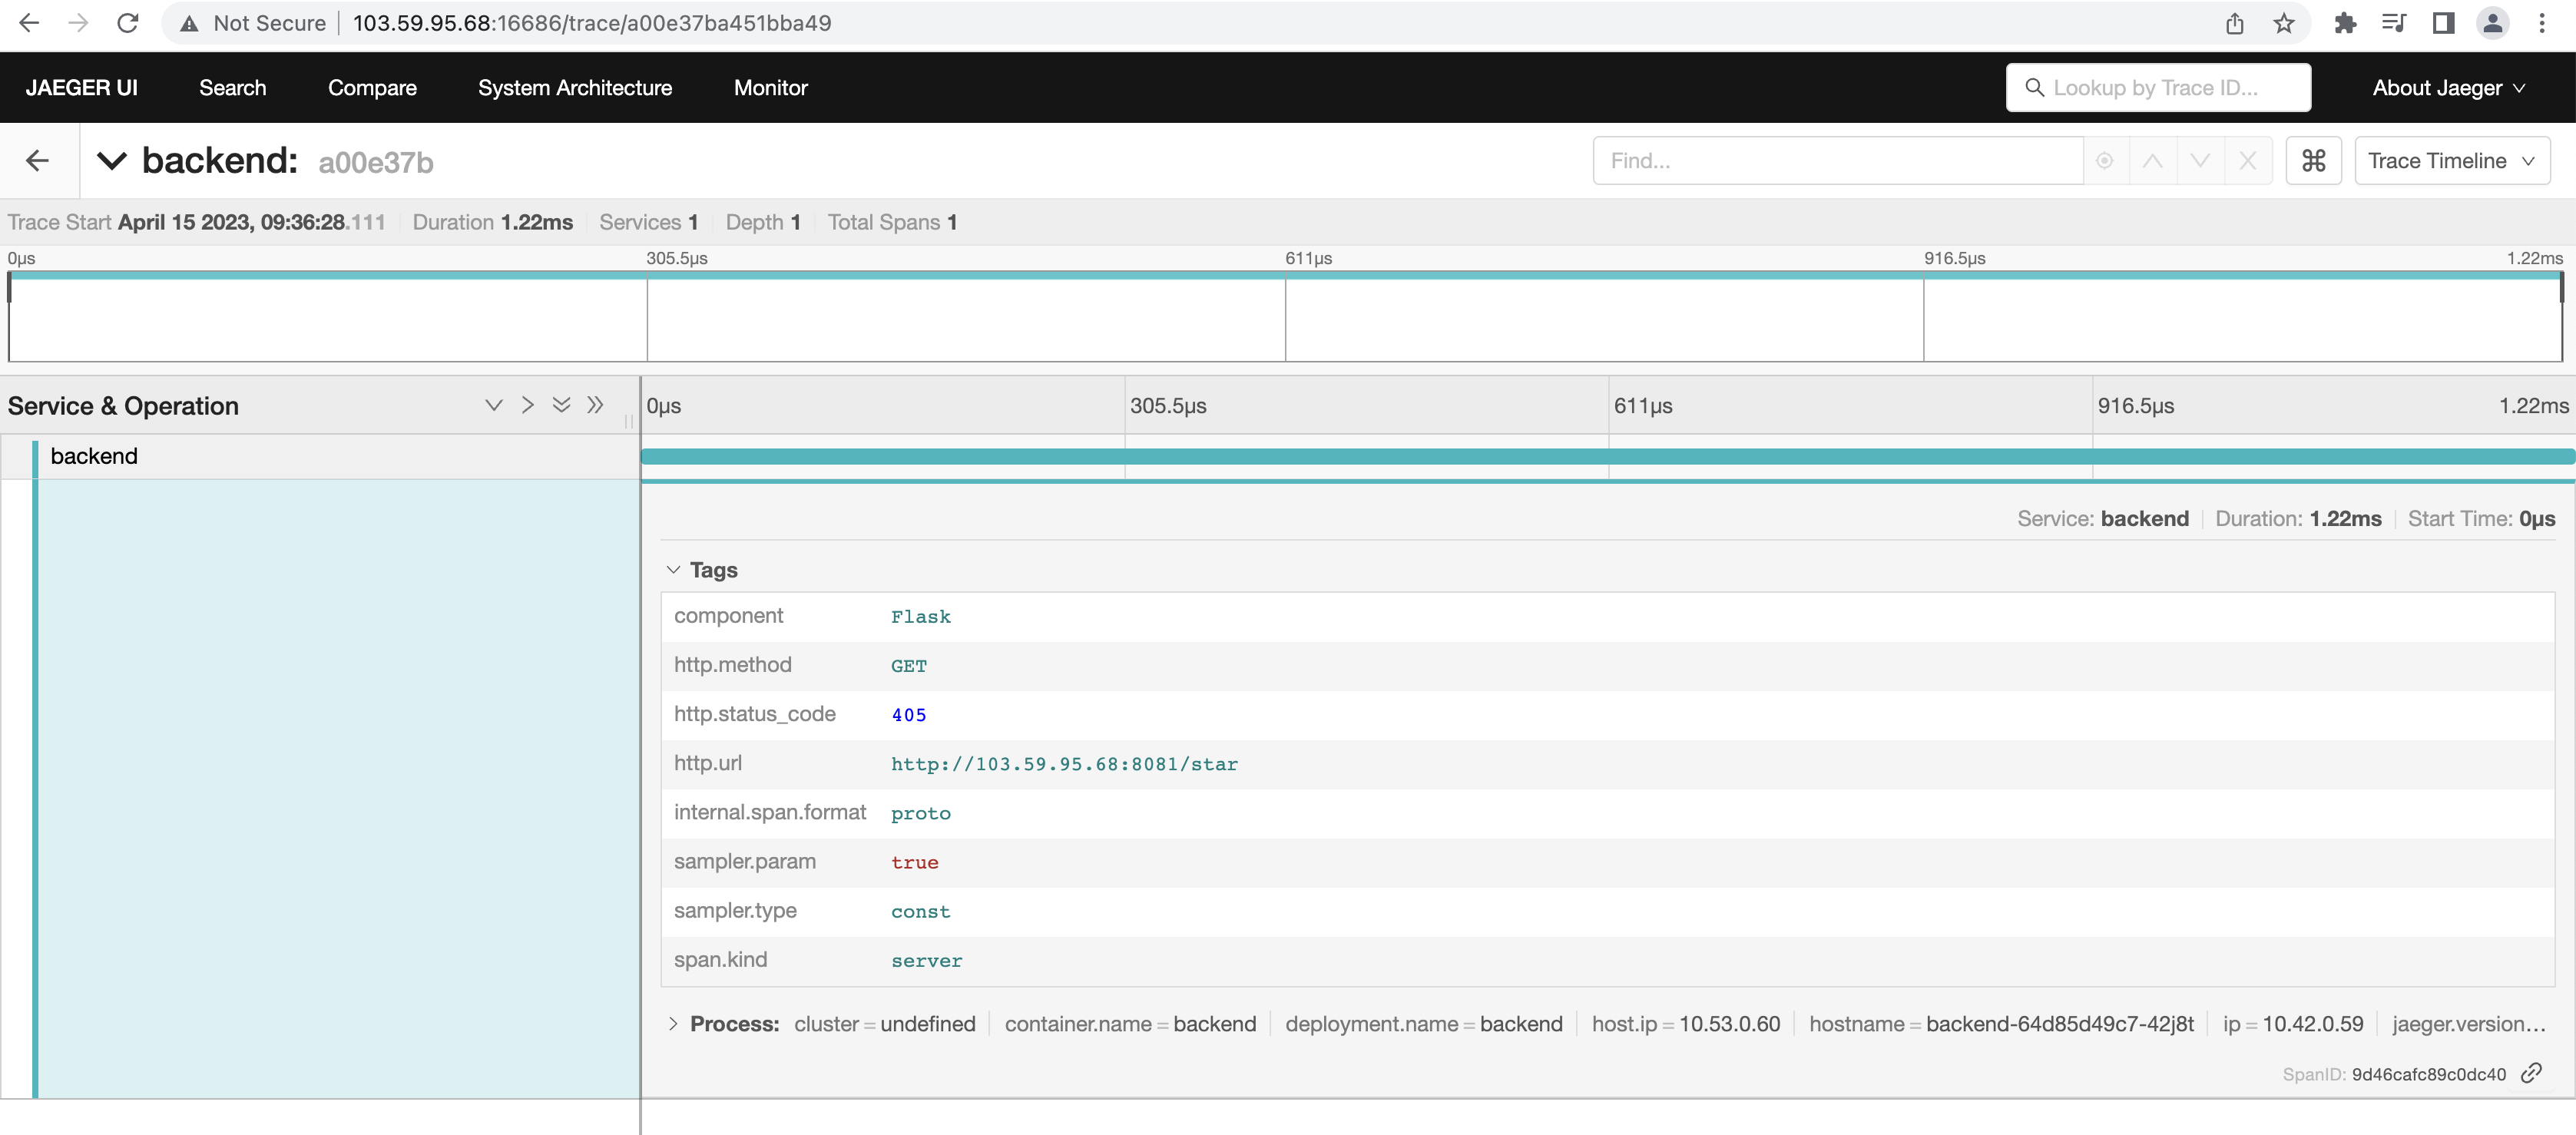 Not Secure 103.59.95.68:16686/trace/a00e37ba451bba49
JAEGER UI Search Compare System Architecture Monitor Lookup by Trace ID... About Jaeger
backend: a00e37b Find... ⌘ Trace Timeline
Trace Start April 15 2023, 09:36:28.111 Duration 1.22ms Services 1 Depth 1 Total Spans 1
0μs 305.5μs 611μs 916.5μs 1.22ms
Service & Operation 0μs 305.5μs 611μs 916.5μs 1.22ms
backend
Service: backend Duration: 1.22ms Start Time: 0μs
Tags
component Flask
http.method GET
http.status_code 405
http.url http://103.59.95.68:8081/star
internal.span.format proto
sampler.param true
sampler.type const
span.kind server
Process: cluster = undefined container.name = backend deployment.name = backend host.ip = 10.53.0.60 hostname = backend-64d85d49c7-42j8t ip = 10.42.0.59 jaeger.version...
SpanID: 9d46cafc89c0dc40